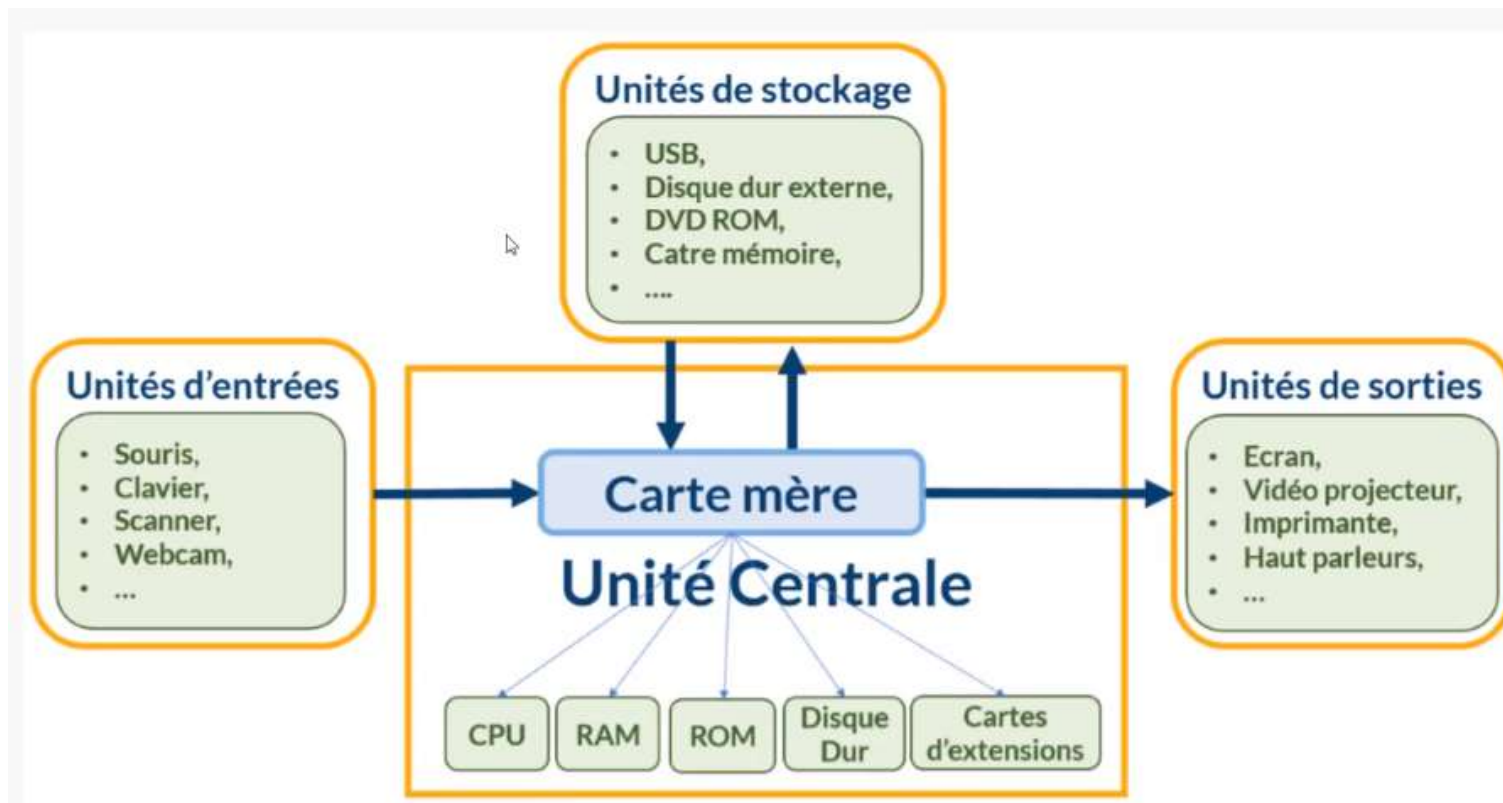 Unités de stockage
• USB,
• Disque dur externe,
• DVD ROM,
• Catre mémoire,
• ....
Unités d’entrées
• Souris,
• Clavier,
• Scanner,
• Webcam,
• ...
Carte mère
Unité Centrale
CPU
RAM
ROM
Disque
Dur
Cartes
d’extensions
Unités de sorties
• Ecran,
• Vidéo projecteur,
• Imprimante,
• Haut parleurs,
• ...